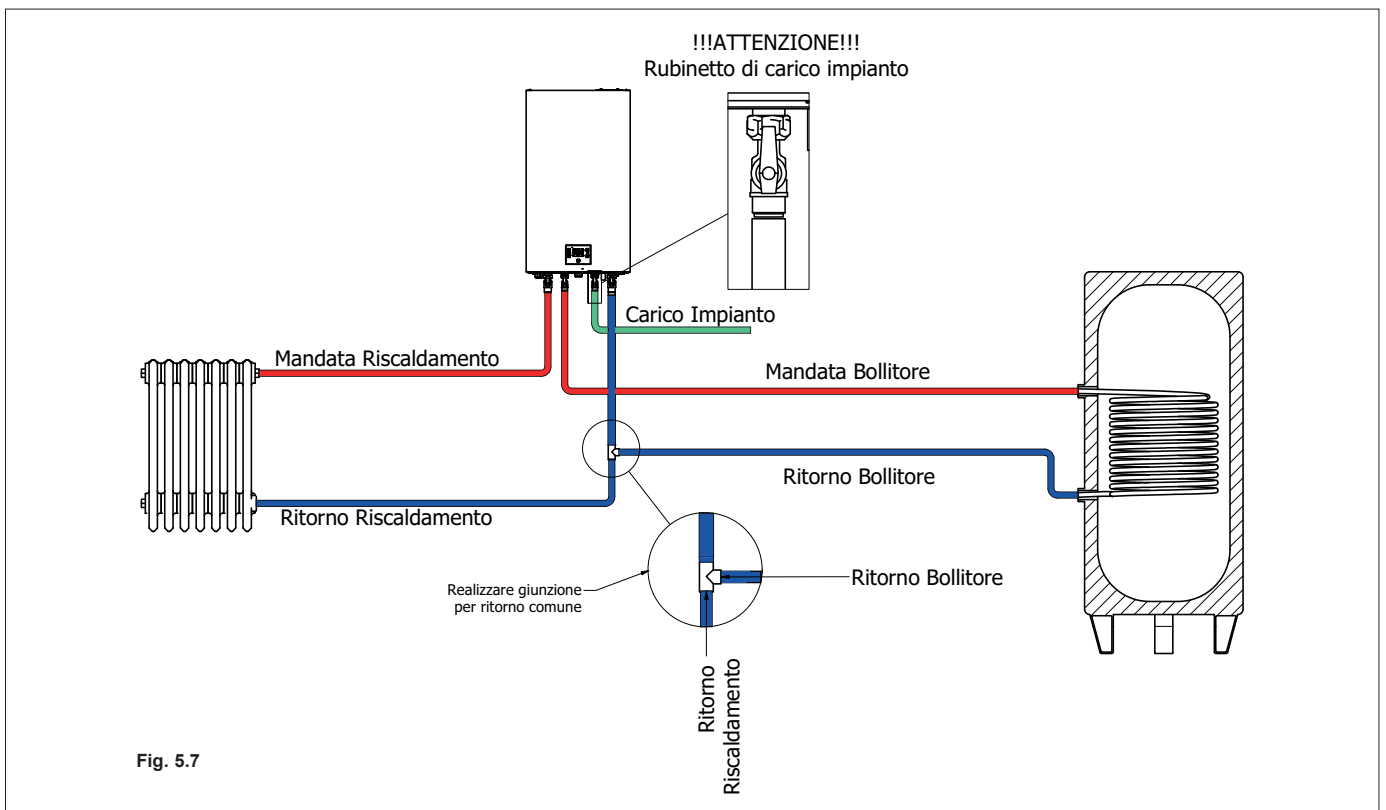 !!!ATTENZIONE!!!
Rubinetto di carico impianto
Carico Impianto
Mandata Riscaldamento
Mandata Bollitore
Ritorno Bollitore
Ritorno Riscaldamento
Realizzare giunzione
per ritorno comune
Ritorno Bollitore
Ritorno
Riscaldamento
Fig. 5.7